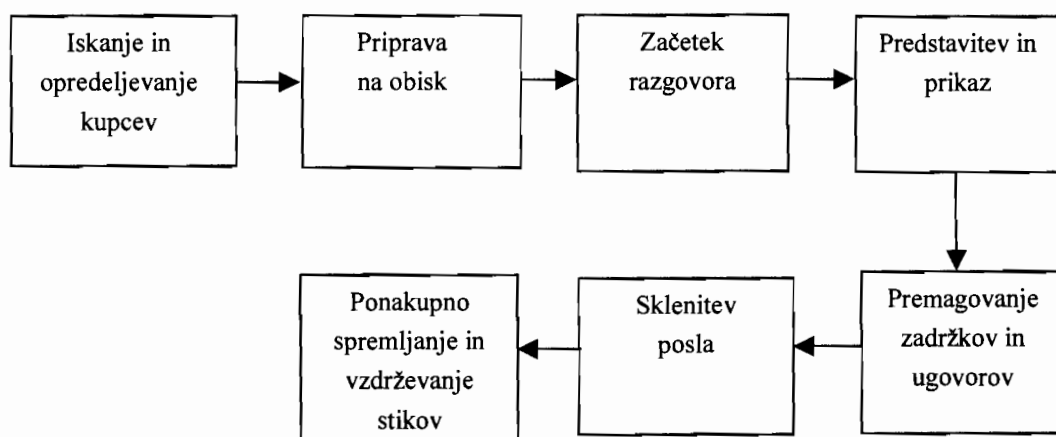 Iskanje in
opredeljevanje
kupcev
Priprava
na obisk
Začetek
razgovora
Predstavitev in
prikaz
Premagovanje
zadržkov in
ugovorov
Sklenitev
posla
Ponakupno
spremljanje in
vzdrževanje
stikov